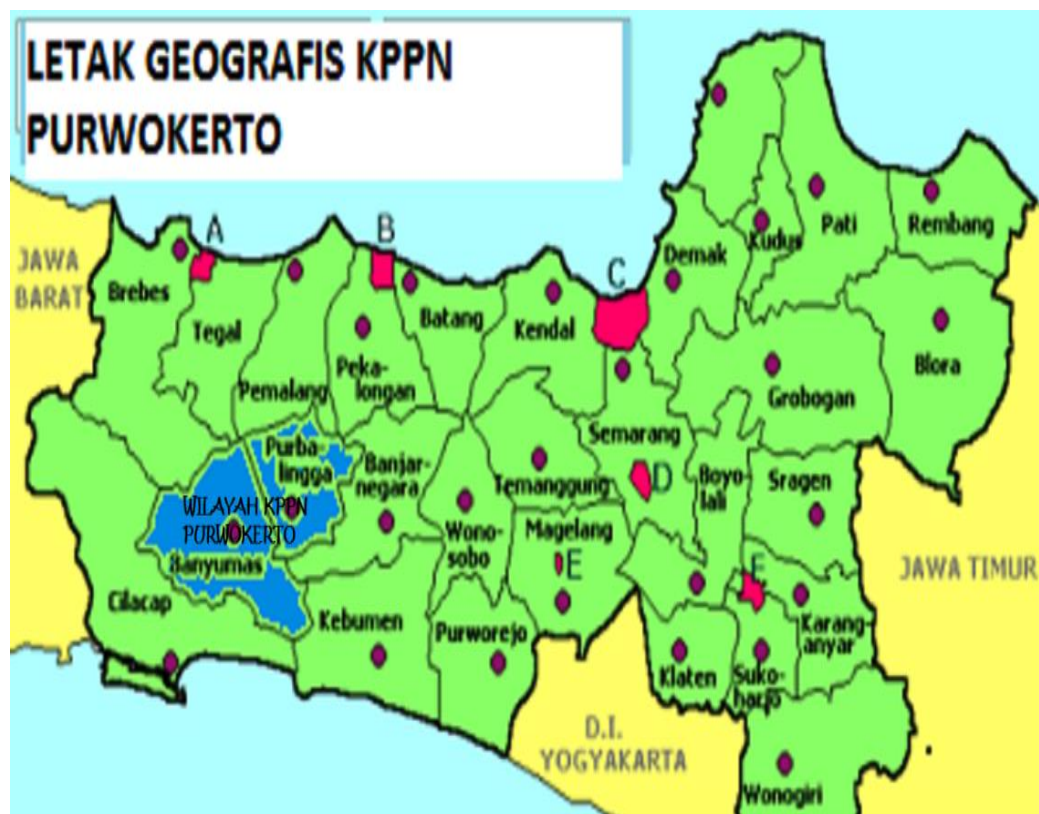 LETAK GEOGRAFIS KPPN
PURWOKERTO
JAWA
BARAT
A
B
C
Brebes
Tegal
Pemalang
Peka-
longan
Batang
Kendal
Demak
Kudus
Pati
Rembang
Blora
Grobogan
Semarang
D
Boyo
lali
Sragen
Temanggung
Purba-
lingga
Banjar-
negara
WILAYAH KPPN
PURWOKERTO
Banyumas
Wono-
sobo
Magelang
E
F
Cilacap
Kebumen
Purworejo
Klaten
Suko-
harjo
Karang-
anyar
JAWA TIMUR
D.I.
YOGYAKARTA
Wonogiri